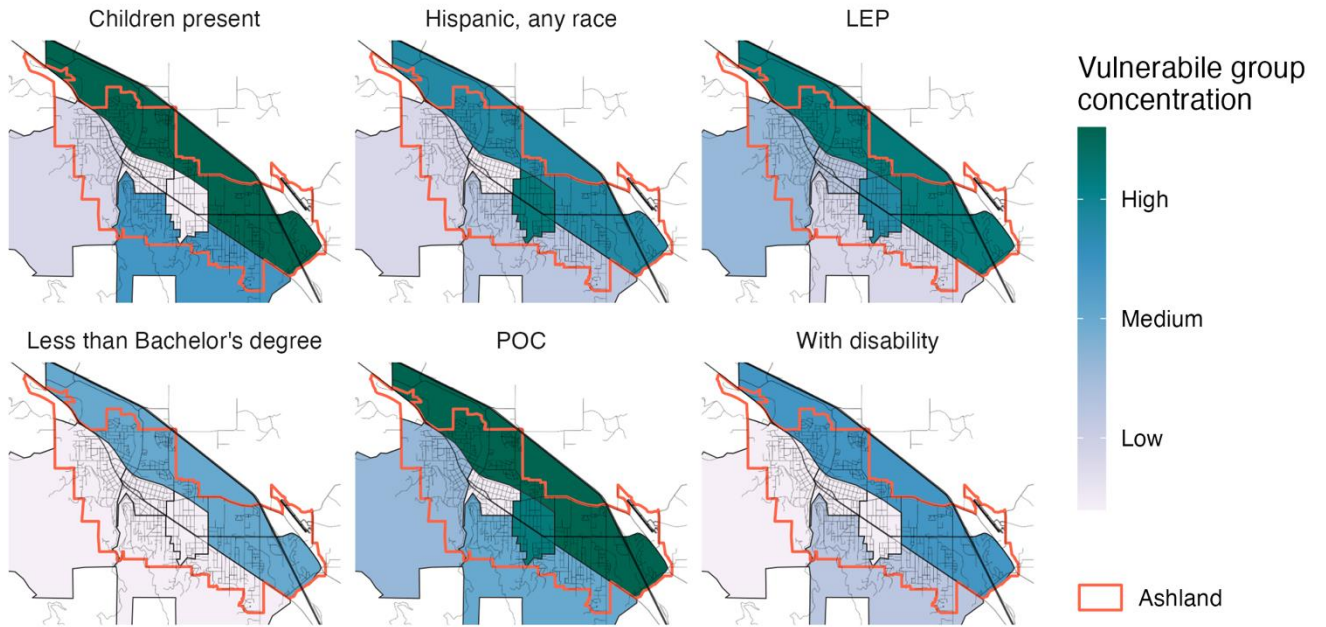 Children present
Hispanic, any race
LEP
Vulnerabile group
concentration
High
Medium
Low
Less than Bachelor's degree
POC
With disability
Ashland